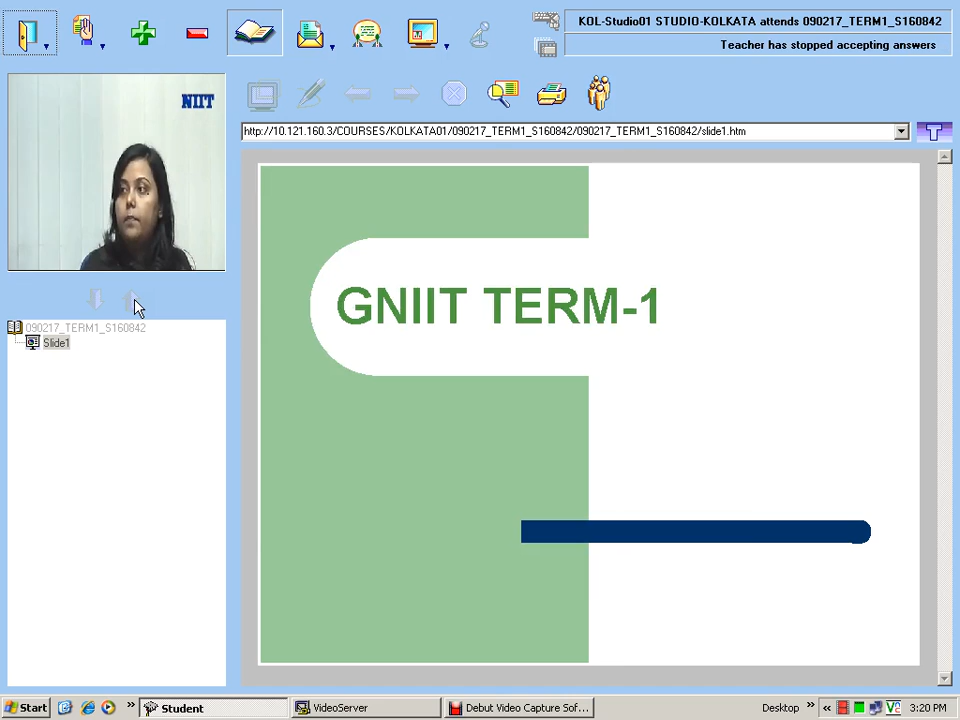 KOL-Studio01 STUDIO-KOLKATA attends 090217_TERM1_S160842
Teacher has stopped accepting answers
NIIT
http://10.121.160.3/COURSES/KOLKATA01/090217_TERM1_S160842/090217_TERM1_S160842/slide1.htm
T
GNIIT TERM-1
090217_TERM1_S160842
Slide1
Start
Student
VideoServer
Debut Video Capture Sof...
Desktop
3:20 PM